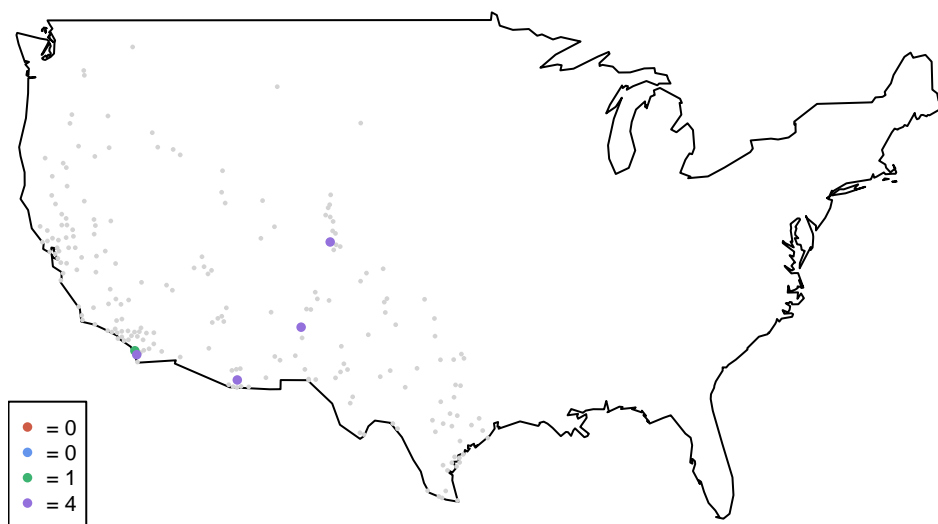 = 0
= 0
= 1
= 4